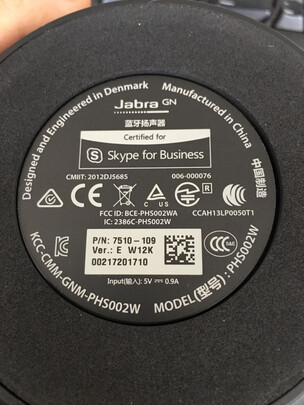 Designed and Engineered in Denmark
Manufactured in China
中国制造
Jabra GN
蓝牙扬声器
Certified for
S Skype for Business
CMIIT: 2012DJ5685
006-000076
FCC ID: BCE-PHS002WA
IC: 2386C-PHS002W
CCAH13LP0050T1
KCC-CMM-GNM-PHS002W
P/N: 7510-109
Ver.: E W12K
00217201710
Input(输入): 5V ⎓ 0.9A
MODEL(型号): PHS002W